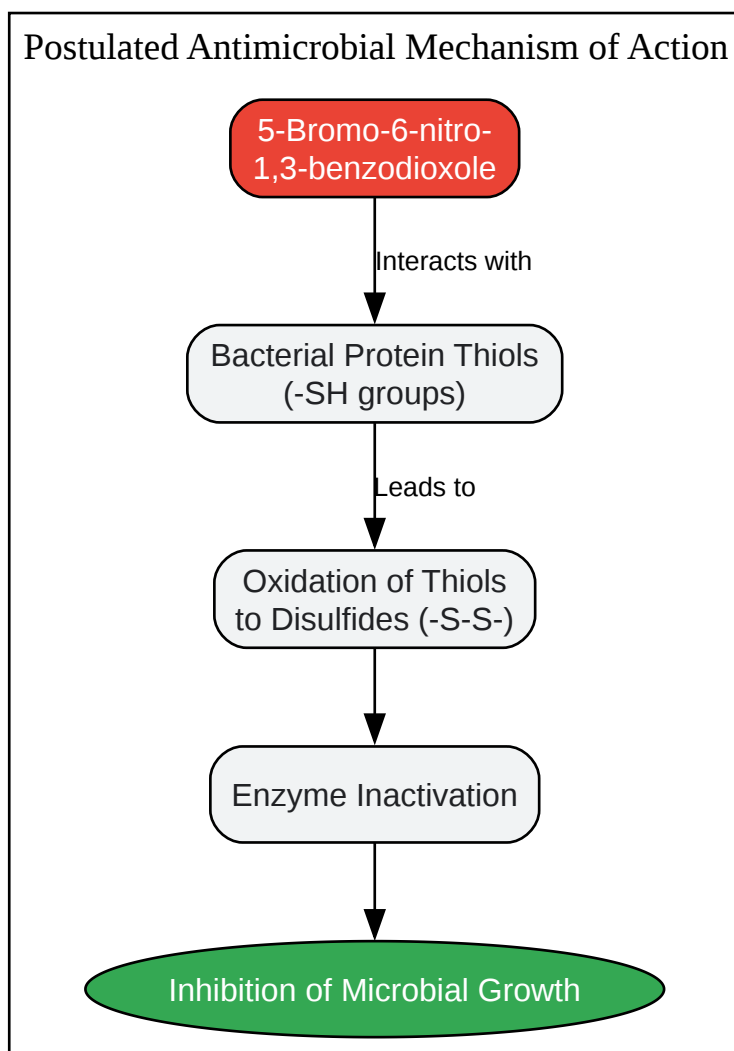 Postulated Antimicrobial Mechanism of Action
5-Bromo-6-nitro-
1,3-benzodioxole
Interacts with
Bacterial Protein Thiols
(-SH groups)
Leads to
Oxidation of Thiols
to Disulfides (-S-S-)
Enzyme Inactivation
Inhibition of Microbial Growth